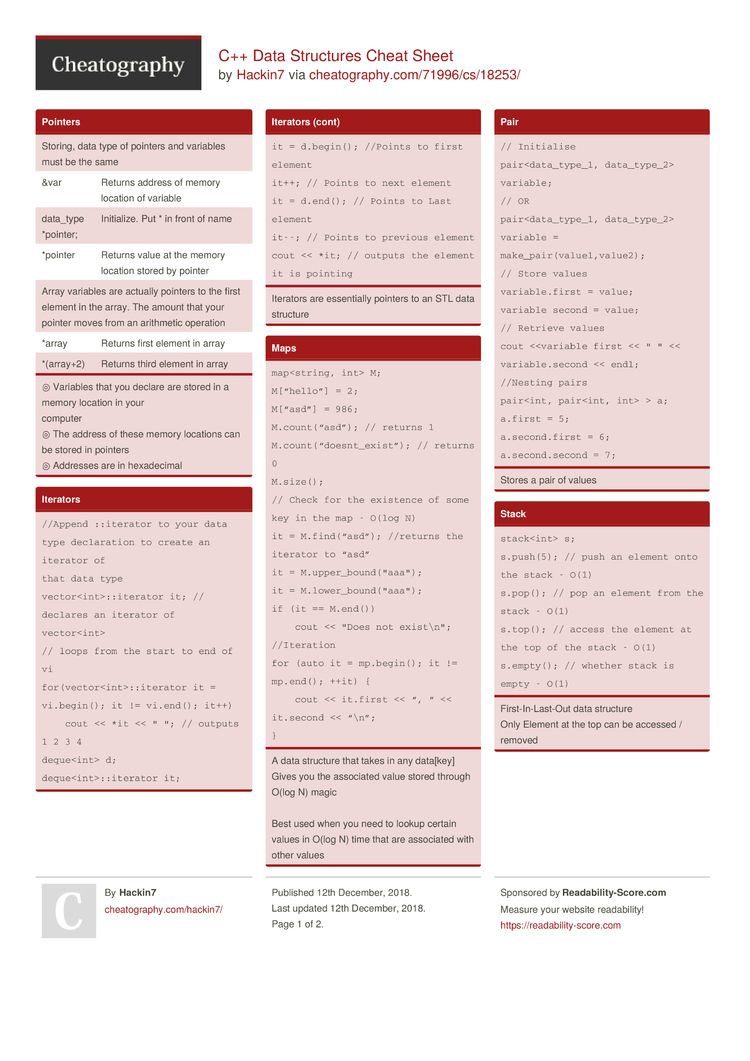 Cheatography
C++ Data Structures Cheat Sheet
by Hackin7 via cheatography.com/71996/cs/18253/
Pointers
Storing, data type of pointers and variables
must be the same
&var Returns address of memory
location of variable
data_type Initialize. Put * in front of name
*pointer;
*pointer Returns value at the memory
location stored by pointer
Array variables are actually pointers to the first
element in the array. The amount that your
pointer moves from an arithmetic operation
*array Returns first element in array
*(array+2) Returns third element in array
◎ Variables that you declare are stored in a
memory location in your
computer
◎ The address of these memory locations can
be stored in pointers
◎ Addresses are in hexadecimal
Iterators
//Append ::iterator to your data
type declaration to create an
iterator of
that data type
vector<int>::iterator it; //
declares an iterator of
vector<int>
// loops from the start to end of
vi
for(vector<int>::iterator it =
vi.begin(); it != vi.end(); it++)
cout << *it << " "; // outputs
1 2 3 4
deque<int> d;
deque<int>::iterator it;
Iterators (cont)
it = d.begin(); //Points to first
element
it++; // Points to next element
it = d.end(); // Points to Last
element
it--; // Points to previous element
cout << *it; // outputs the element
it is pointing
Iterators are essentially pointers to an STL data
structure
Maps
map<string, int> M;
M[“hello”] = 2;
M[“asd”] = 986;
M.count(“asd”); // returns 1
M.count(“doesnt_exist”); // returns
0
M.size();
// Check for the existence of some
key in the map - O(log N)
it = M.find(“asd”); //returns the
iterator to “asd”
it = M.upper_bound("aaa");
it = M.lower_bound("aaa");
if (it == M.end())
cout << "Does not exist\n";
//Iteration
for (auto it = mp.begin(); it !=
mp.end(); ++it) {
cout << it.first << “, ” <<
it.second << “\n”;
}
A data structure that takes in any data[key]
Gives you the associated value stored through
O(log N) magic
Best used when you need to lookup certain
values in O(log N) time that are associated with
other values
Pair
// Initialise
pair<data_type_1, data_type_2>
variable;
// OR
pair<data_type_1, data_type_2>
variable =
make_pair(value1,value2);
// Store values
variable.first = value;
variable second = value;
// Retrieve values
cout <<variable first << " " <<
variable.second << endl;
//Nesting pairs
pair<int, pair<int, int> > a;
a.first = 5;
a.second.first = 6;
a.second.second = 7;
Stores a pair of values
Stack
stack<int> s;
s.push(5); // push an element onto
the stack - O(1)
s.pop(); // pop an element from the
stack - O(1)
s.top(); // access the element at
the top of the stack - O(1)
s.empty(); // whether stack is
empty - O(1)
First-In-Last-Out data structure
Only Element at the top can be accessed /
removed
C
By Hackin7
cheatography.com/hackin7/
Published 12th December, 2018.
Last updated 12th December, 2018.
Page 1 of 2.
Sponsored by Readability-Score.com
Measure your website readability!
https://readability-score.com